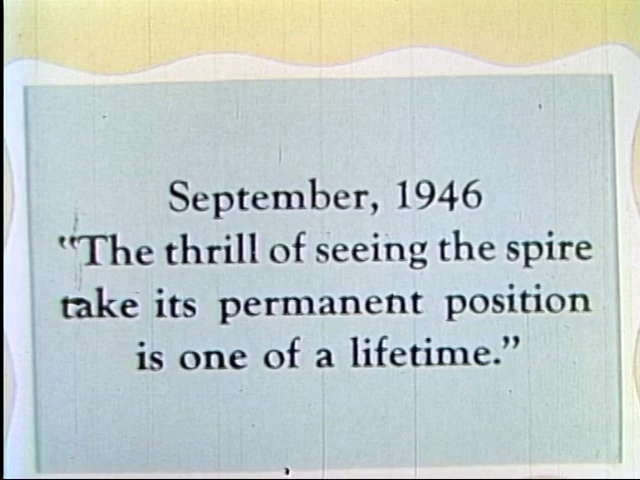 September, 1946
"The thrill of seeing the spire
take its permanent position
is one of a lifetime."